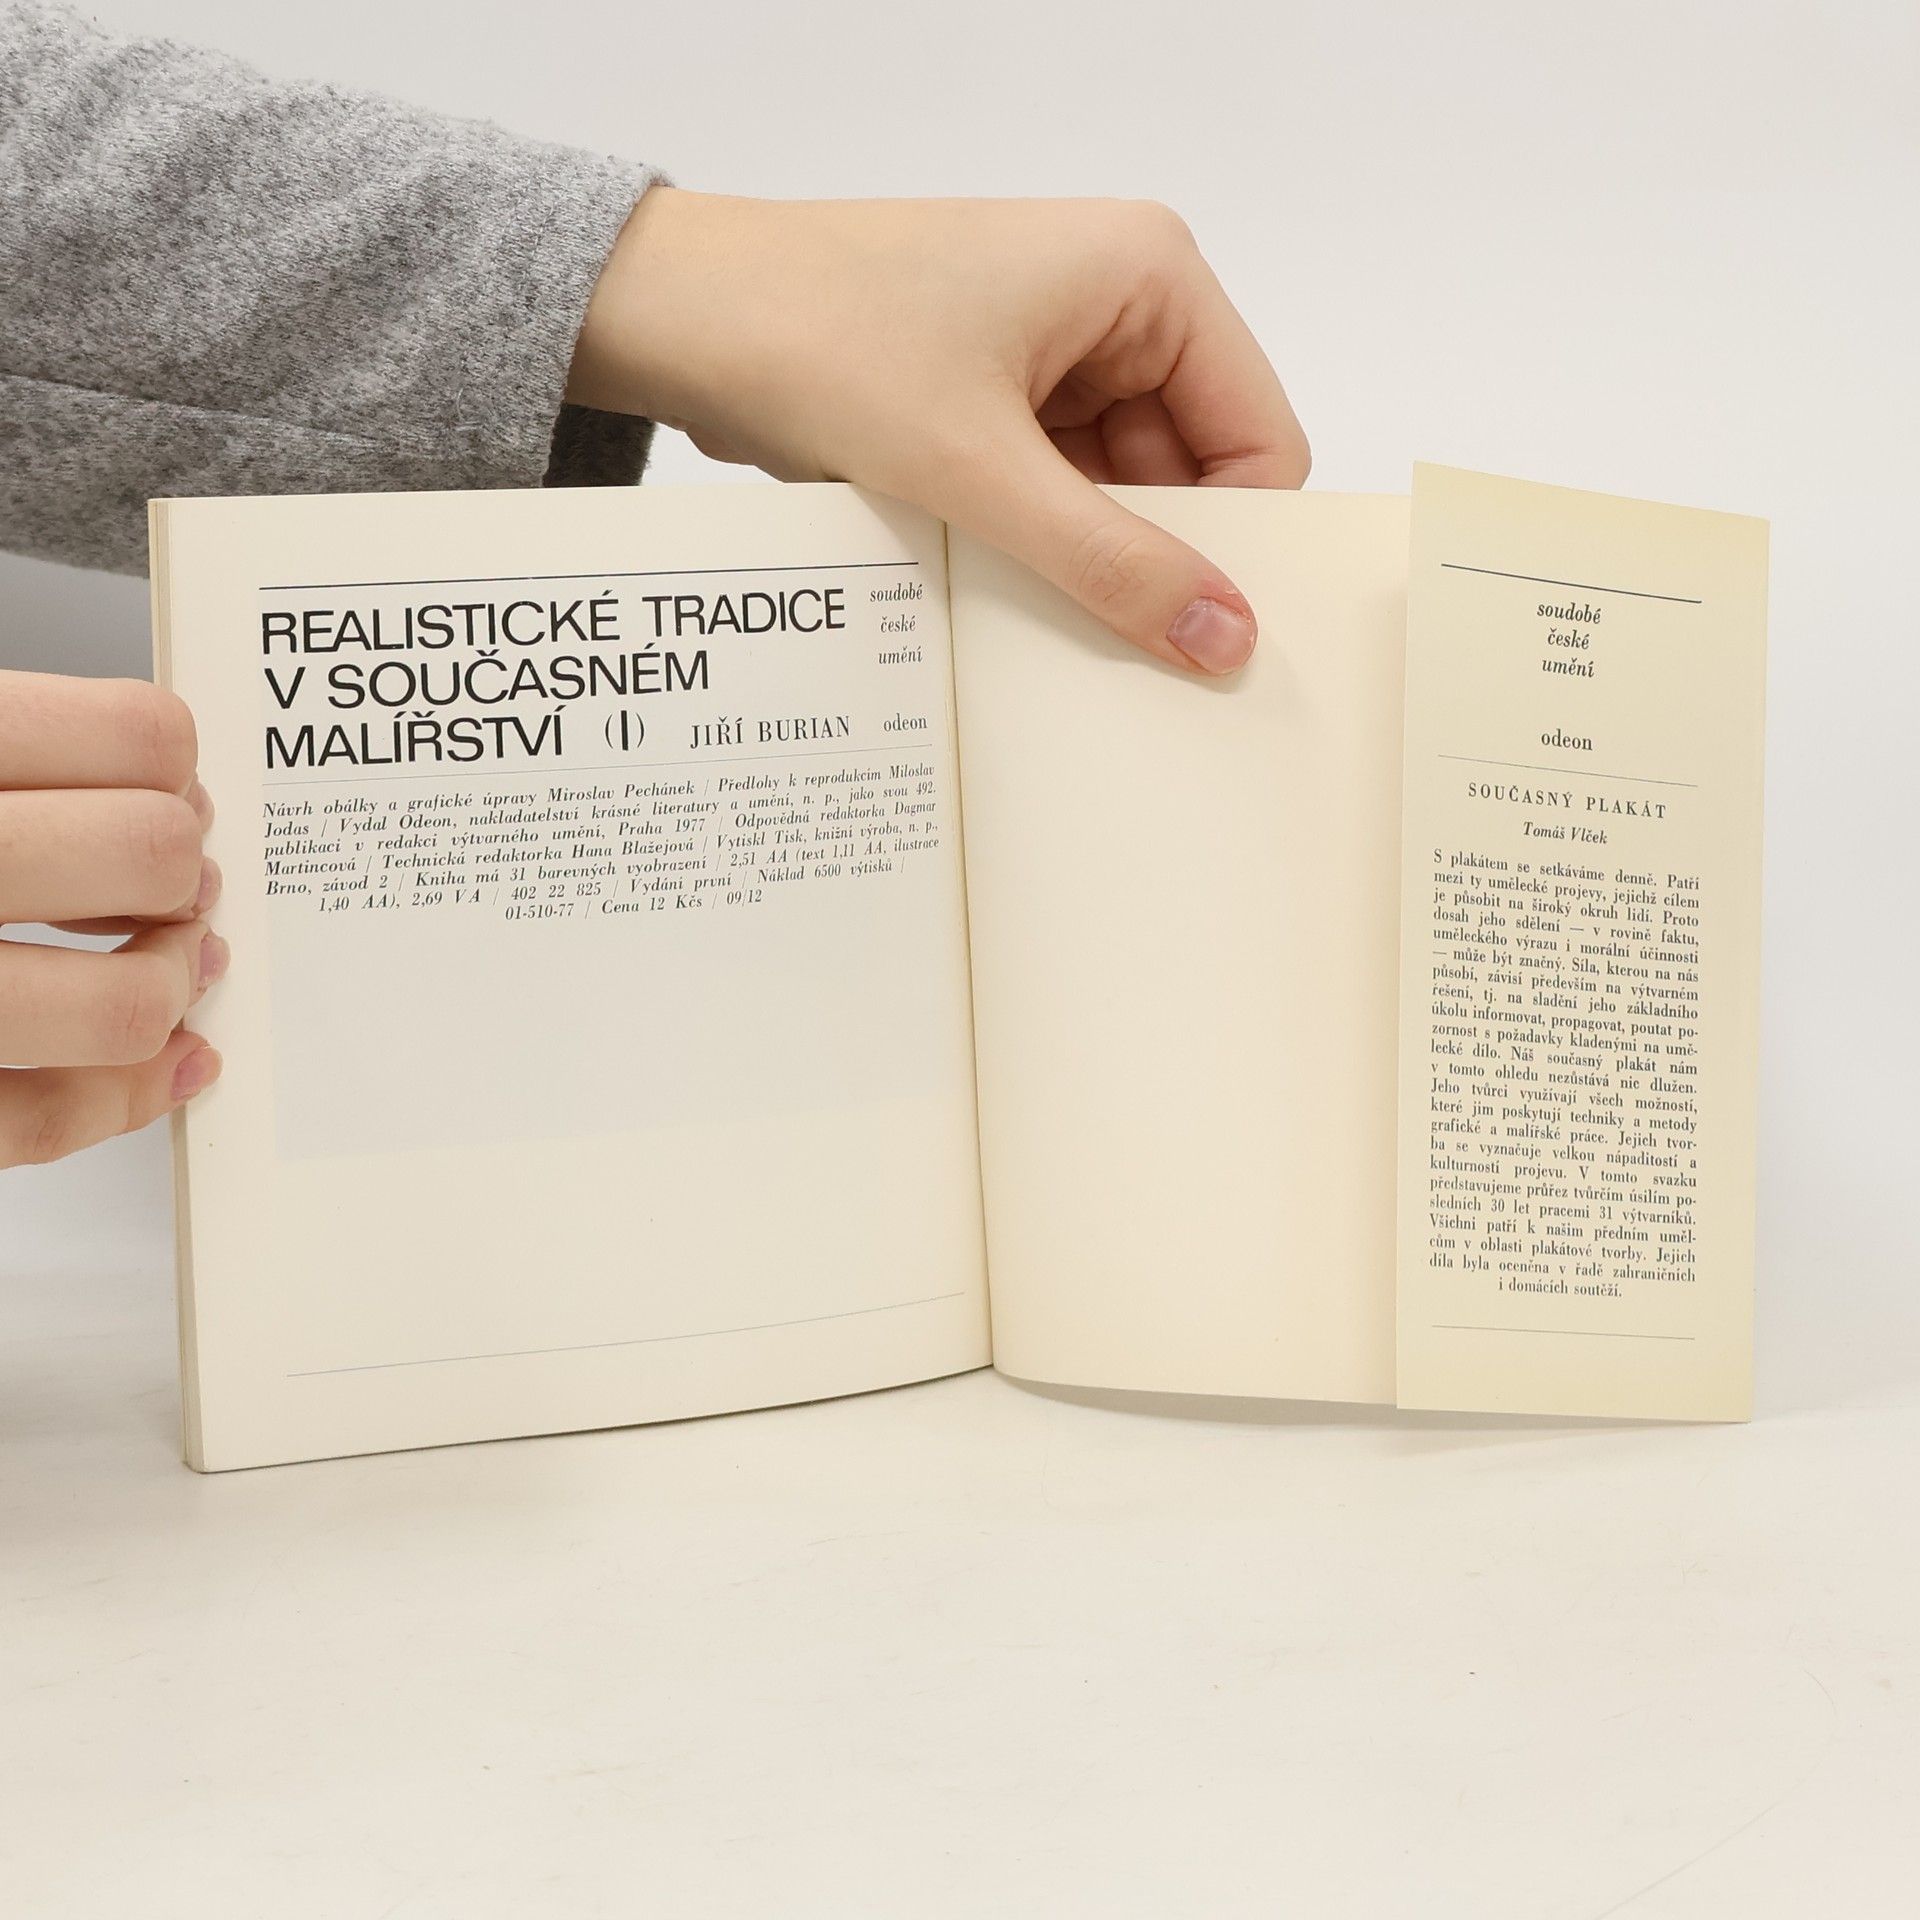 REALISTICKÉ TRADICE
V SOUČASNÉM
MALÍŘSTVÍ (I) JIŘÍ BURIAN
soudobé
české
umění
odeon
Návrh obálky a grafické úpravy Miroslav Pechánek / Předlohy k reprodukcím Miloslav
Jodas / Vydal Odeon, nakladatelství krásné literatury a umění, n. p., jako svou 492.
publikaci v redakci výtvarného umění, Praha 1977 / Odpovědná redaktorka Dagmar
Martincová / Technická redaktorka Hana Blažejová / Vytiskl Tisk, knižní výroba, n. p.,
Brno, závod 2 / Kniha má 31 barevných vyobrazení / 2,51 AA (text 1,11 AA, ilustrace
1,40 AA), 2,69 VA / 402 22 825 / Vydání první / Náklad 6500 výtisků /
01-510-77 / Cena 12 Kčs / 09/12
soudobé
české
umění
odeon
SOUČASNÝ PLAKÁT
Tomáš Vlček
S plakátem se setkáváme denně. Patří
mezi ty umělecké projevy, jejichž cílem
je působit na široký okruh lidí. Proto
dosah jeho sdělení — v rovině faktu,
uměleckého výrazu i morální účinnosti
— může být značný. Síla, kterou na nás
působí, závisí především na výtvarném
řešení, tj. na sladění jeho základního
úkolu informovat, propagovat, poutat po-
zornost s požadavky kladenými na umě-
lecké dílo. Náš současný plakát nám
v tomto ohledu nezůstává nic dlužen.
Jeho tvůrci využívají všech možností,
které jim poskytují techniky a metody
grafické a malířské práce. Jejich tvor-
ba se vyznačuje velkou nápaditostí a
kulturností projevu. V tomto svazku
představujeme průřez tvůrčím úsilím po-
sledních 30 let pracemi 31 výtvarníků.
Všichni patří k našim předním uměl-
cům v oblasti plakátové tvorby. Jejich
díla byla oceněna v řadě zahraničních
i domácích soutěží.